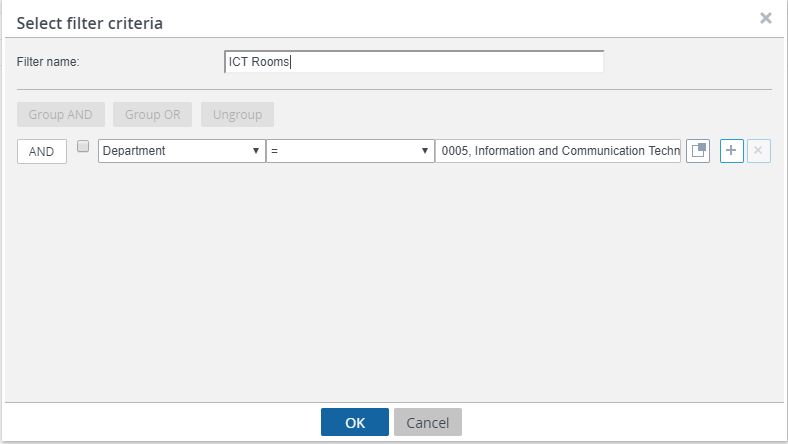 Select filter criteria
Filter name: ICT Rooms
Group AND Group OR Ungroup
AND Department = 0005, Information and Communication Techn
OK Cancel